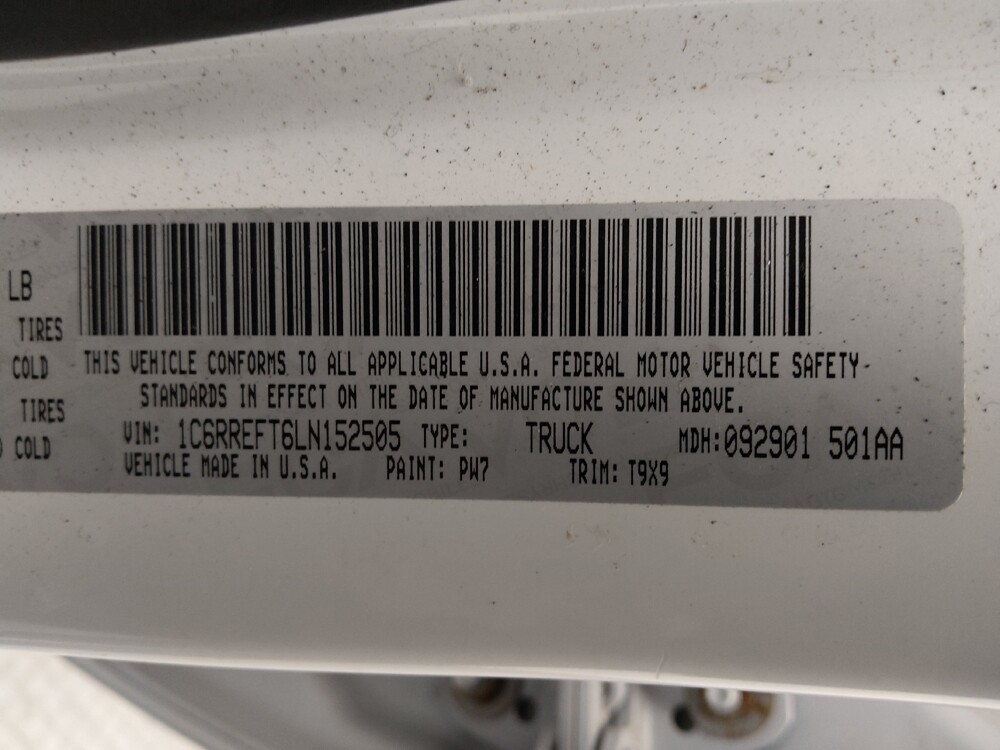 LB
TIRES
COLD
TIRES
COLD
THIS VEHICLE CONFORMS TO ALL APPLICABLE U.S.A. FEDERAL MOTOR VEHICLE SAFETY
STANDARDS IN EFFECT ON THE DATE OF MANUFACTURE SHOWN ABOVE.
VIN: 1C6RREFT6LN152505 TYPE: TRUCK MDH: 092901 501AA
VEHICLE MADE IN U.S.A. PAINT: PW7 TRIM: T9X9